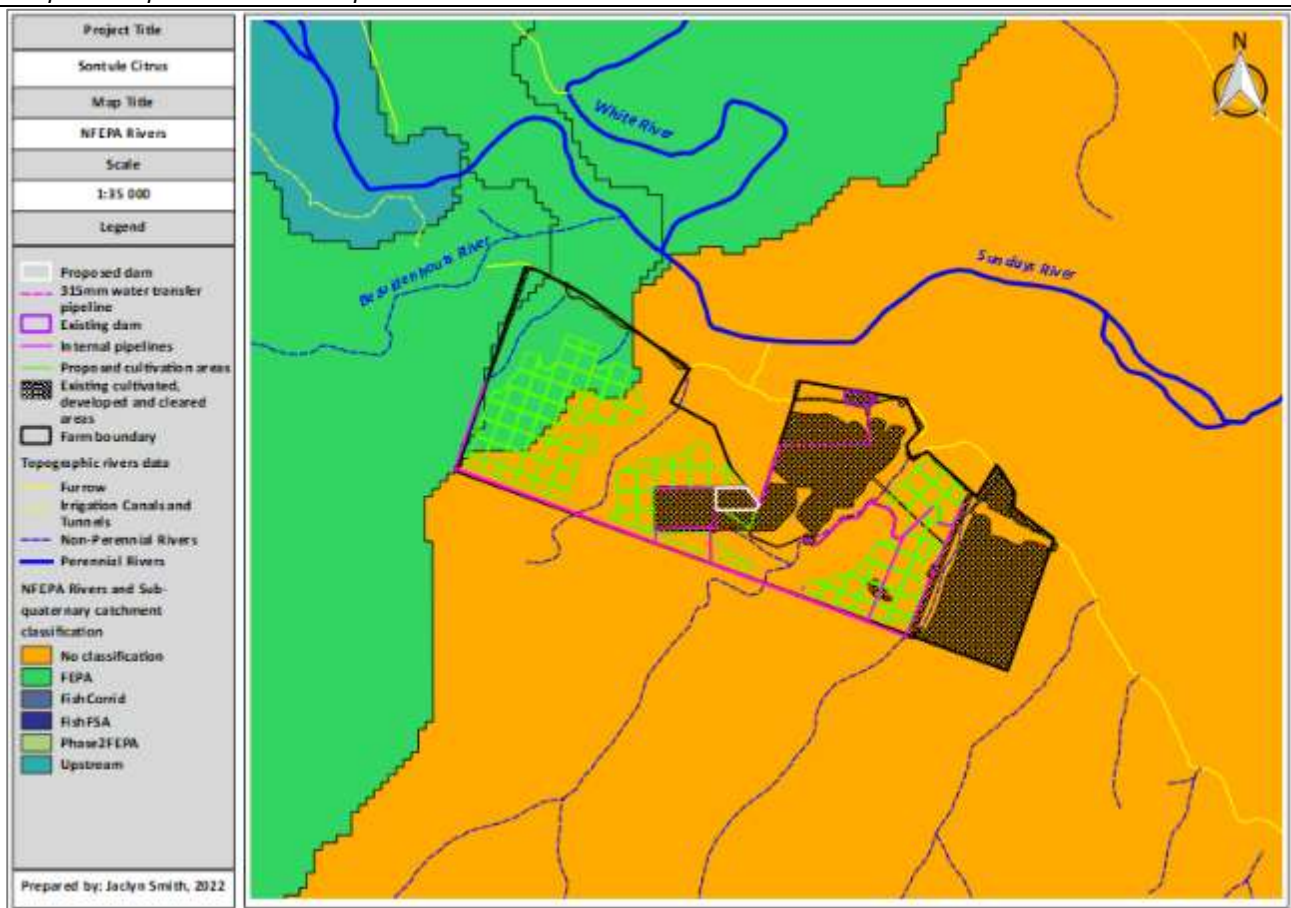 Project Title
Sontule Citrus
Map Title
NFEPA Rivers
Scale
1:35 000
Legend
Proposed dam
315mm water transfer
pipeline
Existing dam
Internal pipelines
Proposed cultivation areas
Existing cultivated,
developed and cleared
areas
Farm boundary
Topographic rivers data
Furrow
Irrigation Canals and
Tunnels
Non-Perennial Rivers
Perennial Rivers
NFEPA Rivers and Sub-
quaternary catchment
classification
No classification
FEPA
FishCorrid
FishFSA
Phase2FEPA
Upstream
Prepared by: Jaclyn Smith, 2022
N
White River
River
Sundays River